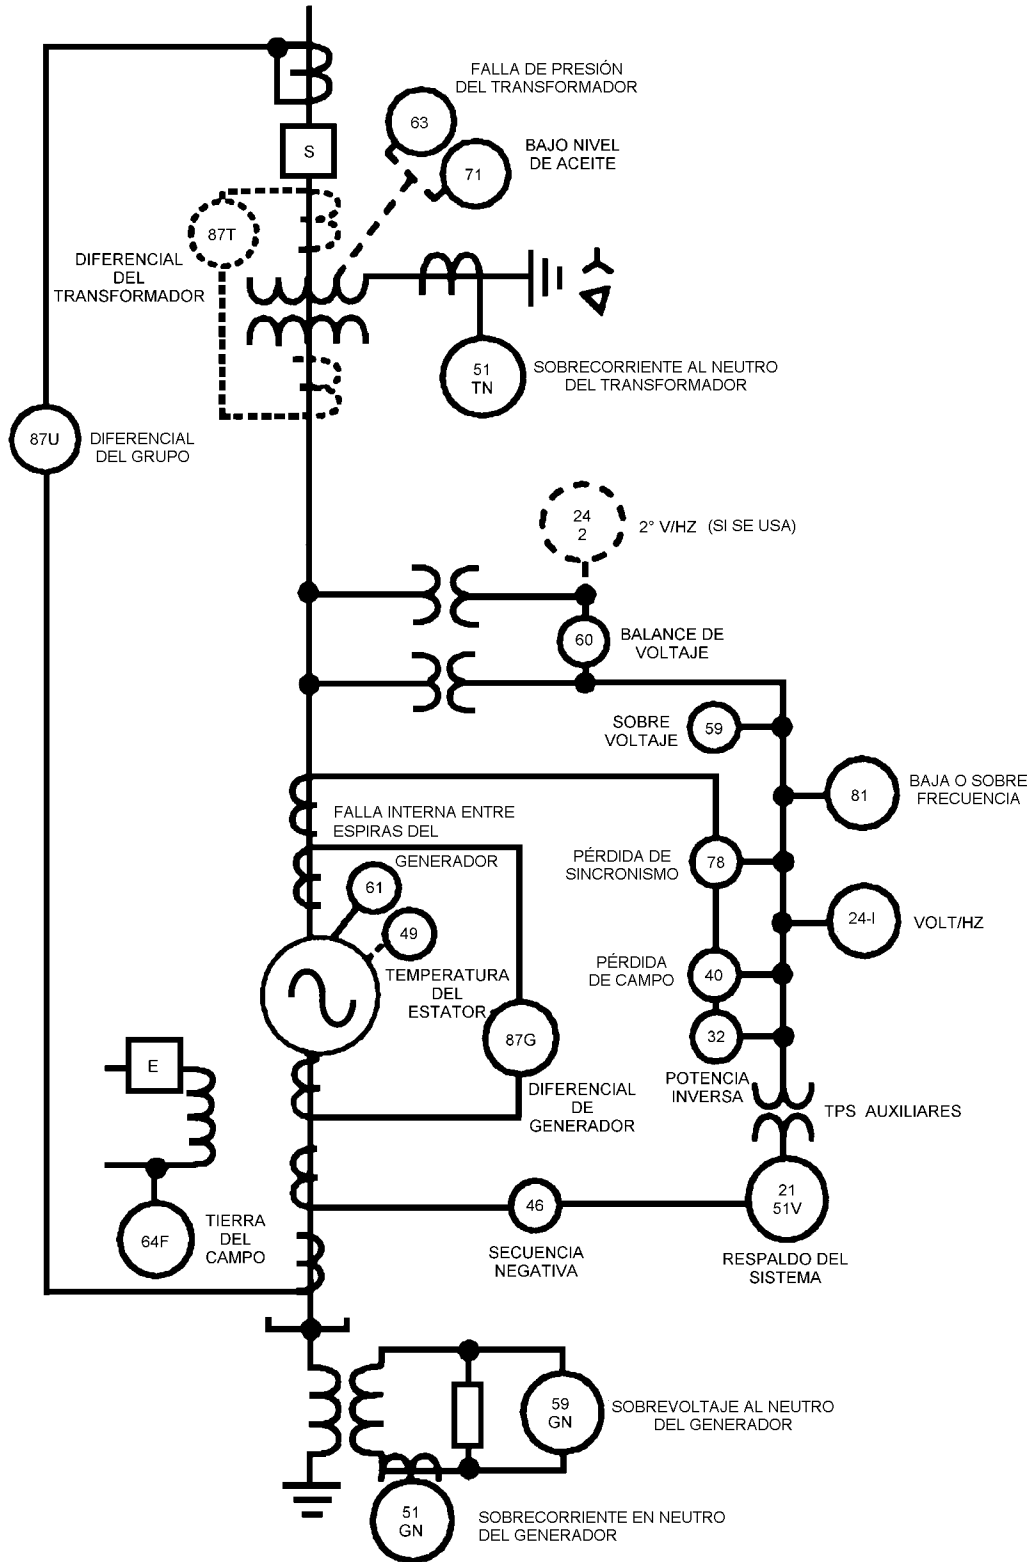 FALLA DE PRESIÓN
DEL TRANSFORMADOR
63
BAJO NIVEL
DE ACEITE
71
S
87T
DIFERENCIAL
DEL
TRANSFORMADOR
51
TN
SOBRECORRIENTE AL NEUTRO
DEL TRANSFORMADOR
87U
DIFERENCIAL
DEL GRUPO
24
2
2° V/HZ (SI SE USA)
60
BALANCE DE
VOLTAJE
SOBRE
VOLTAJE
59
81
BAJA O SOBRE
FRECUENCIA
FALLA INTERNA ENTRE
ESPIRAS DEL
GENERADOR
61
PÉRDIDA DE
SINCRONISMO
78
24-I
VOLT/HZ
49
TEMPERATURA
DEL
ESTATOR
PÉRDIDA
DE CAMPO
40
87G
32
POTENCIA
INVERSA
E
DIFERENCIAL
DE
GENERADOR
TPS AUXILIARES
21
51V
46
64F
TIERRA
DEL
CAMPO
SECUENCIA
NEGATIVA
RESPALDO DEL
SISTEMA
59
GN
SOBREVOLTAJE AL NEUTRO
DEL GENERADOR
51
GN
SOBRECORRIENTE EN NEUTRO
DEL GENERADOR